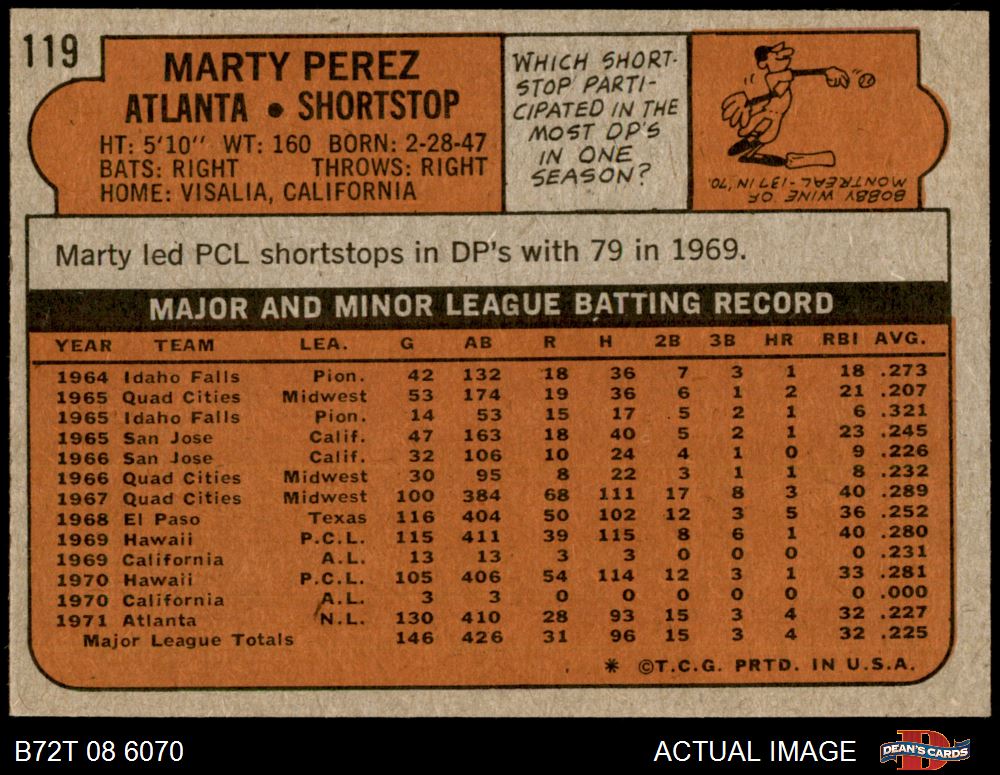 119
MARTY PEREZ
ATLANTA • SHORTSTOP
HT: 5'10" WT: 160 BORN: 2-28-47
BATS: RIGHT THROWS: RIGHT
HOME: VISALIA, CALIFORNIA
WHICH SHORT-
STOP PARTI-
CIPATED IN THE
MOST DP'S
IN ONE
SEASON?
BOBBY WINE OF
MONTREAL-137 IN '70.
Marty led PCL shortstops in DP's with 79 in 1969.
MAJOR AND MINOR LEAGUE BATTING RECORD
YEAR TEAM LEA. G AB R H 2B 3B HR RBI AVG.
1964 Idaho Falls Pion. 42 132 18 36 7 3 1 18 .273
1965 Quad Cities Midwest 53 174 19 36 6 1 2 21 .207
1965 Idaho Falls Pion. 14 53 15 17 5 2 1 6 .321
1965 San Jose Calif. 47 163 18 40 5 2 1 23 .245
1966 San Jose Calif. 32 106 10 24 4 1 0 9 .226
1966 Quad Cities Midwest 30 95 8 22 3 1 1 8 .232
1967 Quad Cities Midwest 100 384 68 111 17 8 3 40 .289
1968 El Paso Texas 116 404 50 102 12 3 5 36 .252
1969 Hawaii P.C.L. 115 411 39 115 8 6 1 40 .280
1969 California A.L. 13 13 3 3 0 0 0 0 .231
1970 Hawaii P.C.L. 105 406 54 114 12 3 1 33 .281
1970 California A.L. 3 3 0 0 0 0 0 0 .000
1971 Atlanta N.L. 130 410 28 93 15 3 4 32 .227
Major League Totals 146 426 31 96 15 3 4 32 .225
* ©T.C.G. PRTD. IN U.S.A.
B72T 08 6070 ACTUAL IMAGE D DEAN'S CARDS